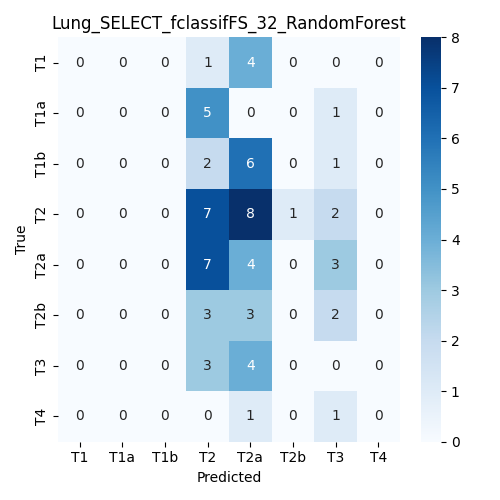 Lung_SELECT_fclassifFS_32_RandomForest
T1 0 0 0 1 4 0 0 0
T1a 0 0 0 5 0 0 1 0
T1b 0 0 0 2 6 0 1 0
T2 0 0 0 7 8 1 2 0
T2a 0 0 0 7 4 0 3 0
T2b 0 0 0 3 3 0 2 0
T3 0 0 0 3 4 0 0 0
T4 0 0 0 0 1 0 1 0
T1 T1a T1b T2 T2a T2b T3 T4
Predicted
True
8
7
6
5
4
3
2
1
0